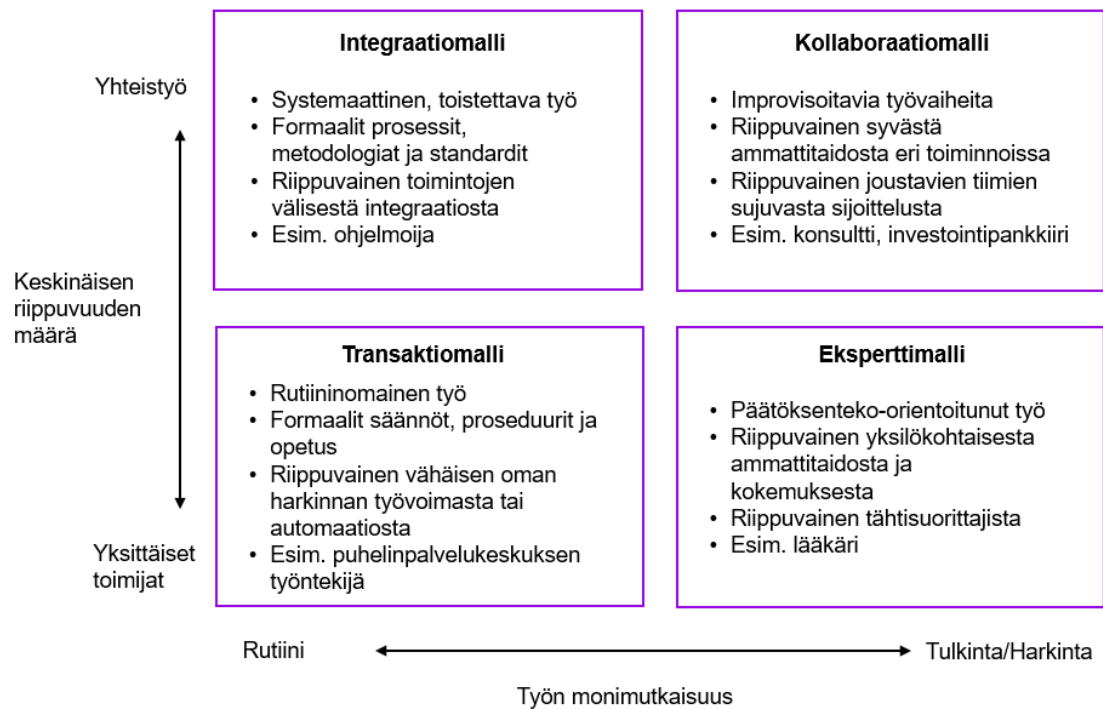 Integraatiomalli
• Systemaattinen, toistettava työ
• Formaalit prosessit,
metodologiat ja standardit
• Riippuvainen toimintojen
välisestä integraatiosta
• Esim. ohjelmoija
Kollaboraatiomalli
• Improvisoitavia työvaiheita
• Riippuvainen syvästä
ammattitaidosta eri toiminnoissa
• Riippuvainen joustavien tiimien
sujuvasta sijoittelusta
• Esim. konsultti, investointipankkiiri
Yhteistyö
Keskinäisen
riippuvuuden
määrä
Yksittäiset
toimijat
Transaktiomalli
• Rutiininomainen työ
• Formaalit säännöt, proseduurit ja
opetus
• Riippuvainen vähäisen oman
harkinnan työvoimasta tai
automaatiosta
• Esim. puhelinpalvelukeskuksen
työntekijä
Eksperttimalli
• Päätöksenteko-orientoitunut työ
• Riippuvainen yksilökohtaisesta
ammattitaidosta ja
kokemuksesta
• Riippuvainen tähtisuorittajista
• Esim. lääkäri
Rutiini
Tulkinta/Harkinta
Työn monimutkaisuus